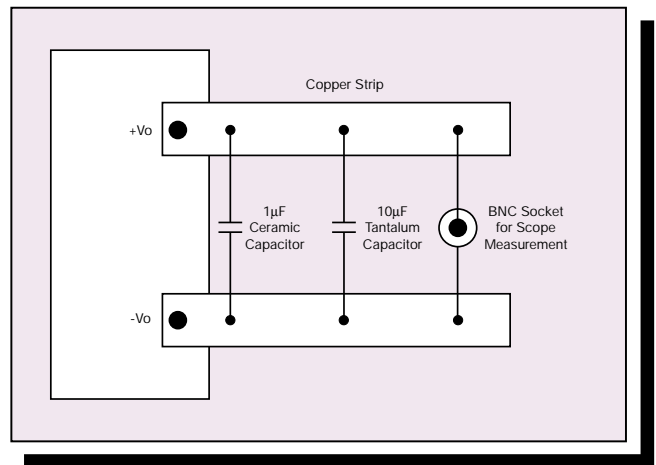 Copper Strip
+Vo
1μF
Ceramic
Capacitor
10μF
Tantalum
Capacitor
BNC Socket
for Scope
Measurement
-Vo